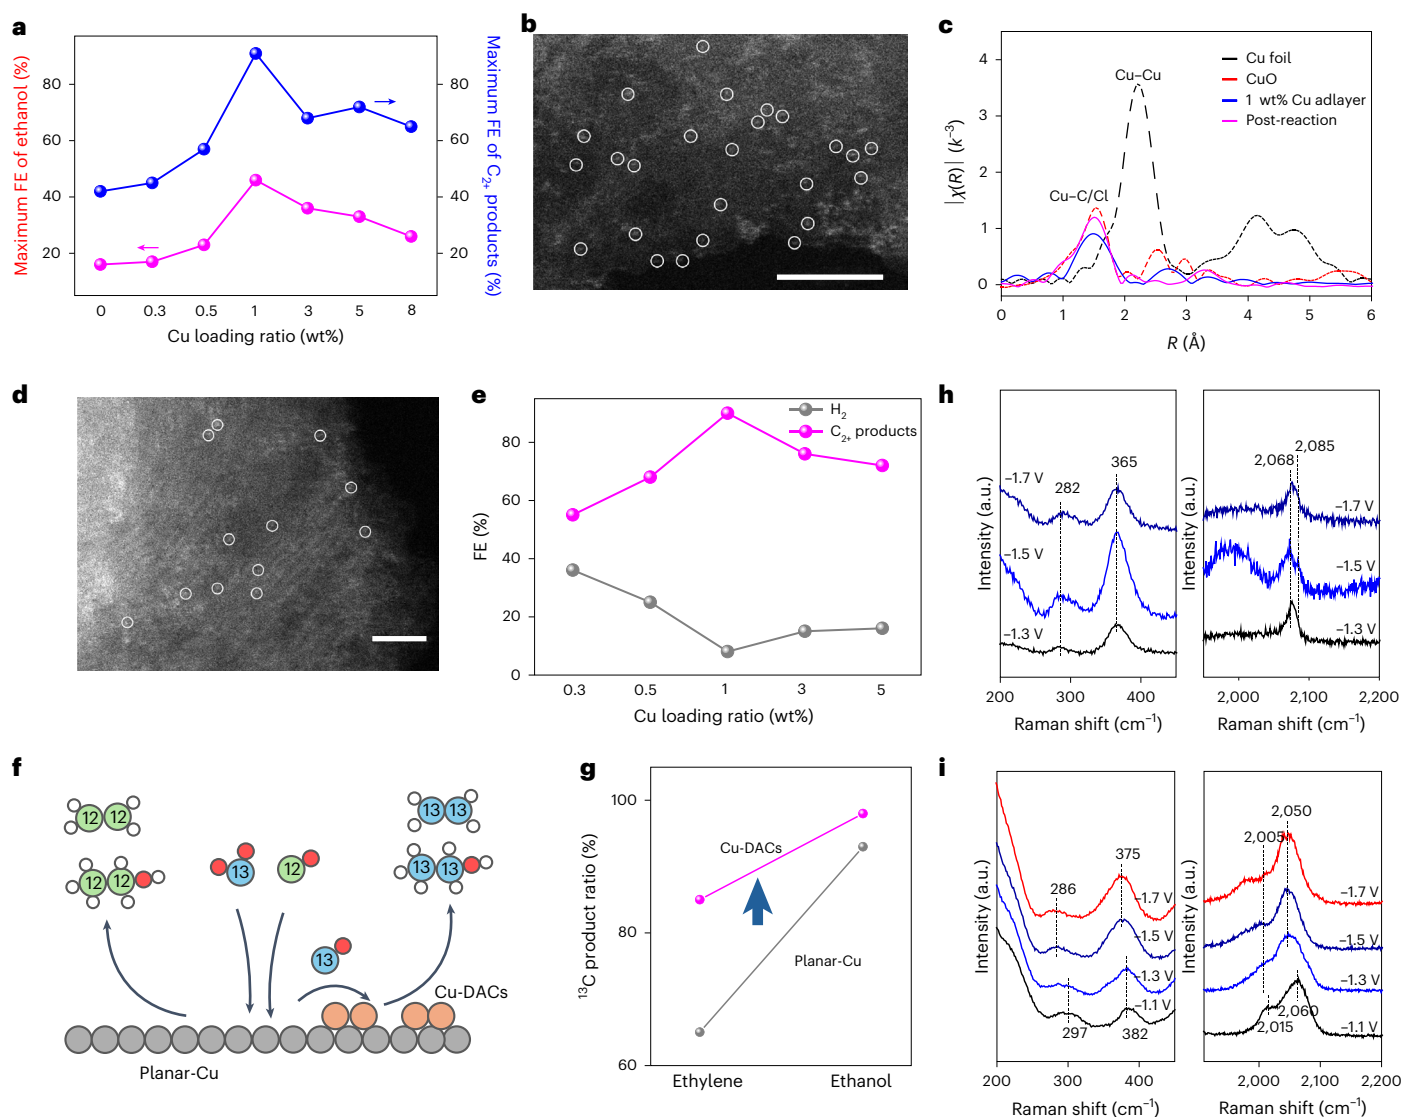 a
Maximum FE of ethanol (%)
80
60
40
20
80
60
40
20
Maximum FE of C2+ products (%)
0 0.3 0.5 1 3 5 8
Cu loading ratio (wt%)
b
c
|χ(R)| (k−3)
4
3
2
1
0
Cu–Cu
Cu–C/Cl
Cu foil
CuO
1 wt% Cu adlayer
Post-reaction
0 1 2 3 4 5 6
R (Å)
d
e
FE (%)
80
60
40
20
0
H2
C2+ products
0.3 0.5 1 3 5
Cu loading ratio (wt%)
h
Intensity (a.u.)
–1.7 V
–1.5 V
–1.3 V
282
365
200 300 400
Raman shift (cm−1)
Intensity (a.u.)
2,068
2,085
–1.7 V
–1.5 V
–1.3 V
2,000 2,100 2,200
Raman shift (cm−1)
f
12 12
13 13
13
12
12 12
13 13
13
Cu-DACs
Planar-Cu
g
13C product ratio (%)
100
80
60
Cu-DACs
Planar-Cu
Ethylene Ethanol
i
Intensity (a.u.)
286
375
–1.7 V
–1.5 V
–1.3 V
–1.1 V
297
382
200 300 400
Raman shift (cm−1)
Intensity (a.u.)
2,050
2,005
–1.7 V
–1.5 V
–1.3 V
–1.1 V
2,060
2,015
2,000 2,100 2,200
Raman shift (cm−1)